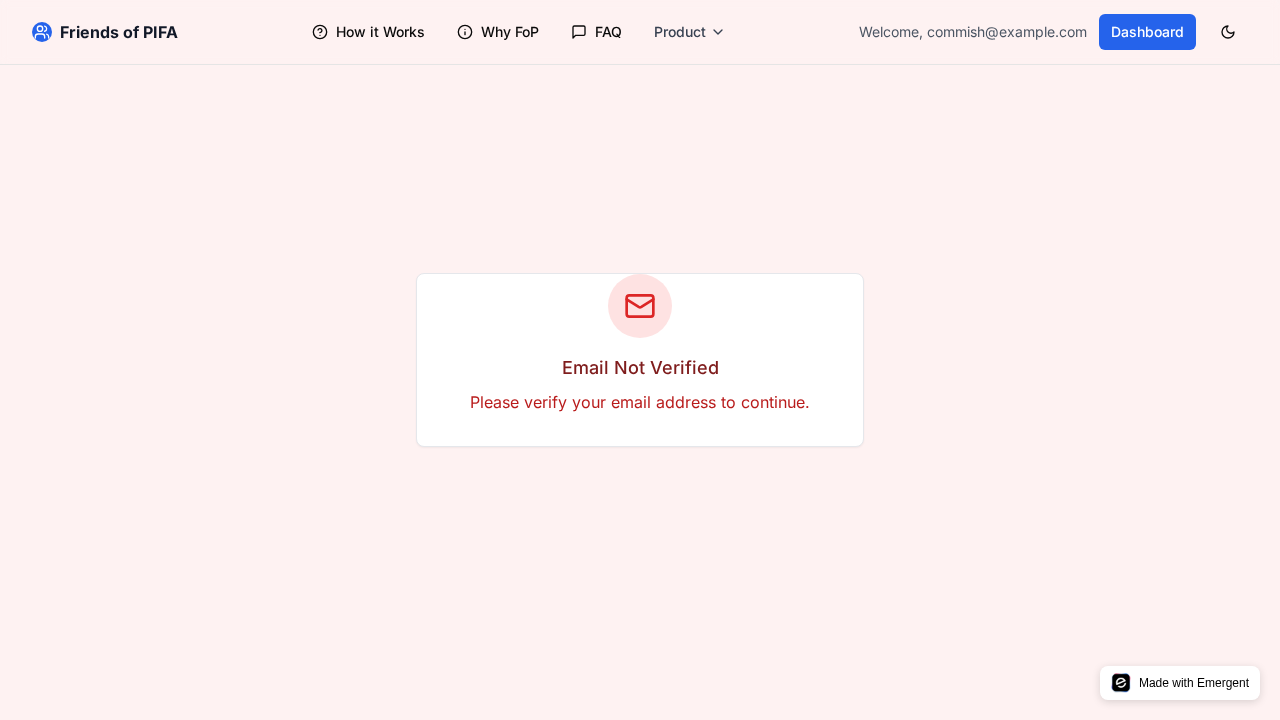 Friends of PIFA
How it Works
Why FoP
FAQ
Product
Welcome, commish@example.com
Dashboard
Email Not Verified
Please verify your email address to continue.
Made with Emergent